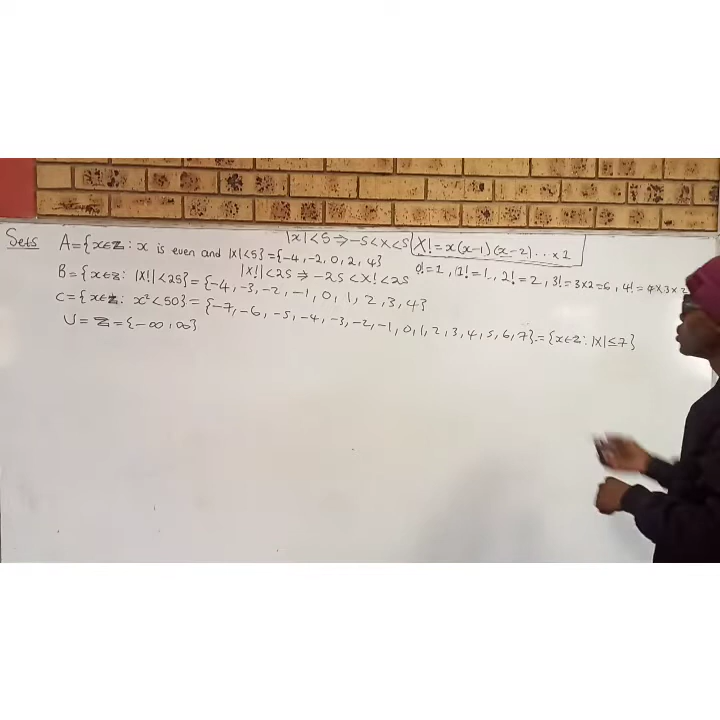 Sets A={x∈Z: x is even and |x|<5}={-4, -2, 0, 2, 4}
|x|<5 ⇒ -5<x<5
X! = x(x-1)(x-2)...x1
0!=1, 1!=1, 2!=2, 3!=3x2=6, 4!=4x3x2
B={x∈Z: |X!|<25}={-4, -3, -2, -1, 0, 1, 2, 3, 4}
|X!|<25 ⇒ -25<X!<25
C={x∈Z: x²<50}={-7, -6, -5, -4, -3, -2, -1, 0, 1, 2, 3, 4, 5, 6, 7}={x∈Z: |X|≤7}
U=Z={-∞, ∞}